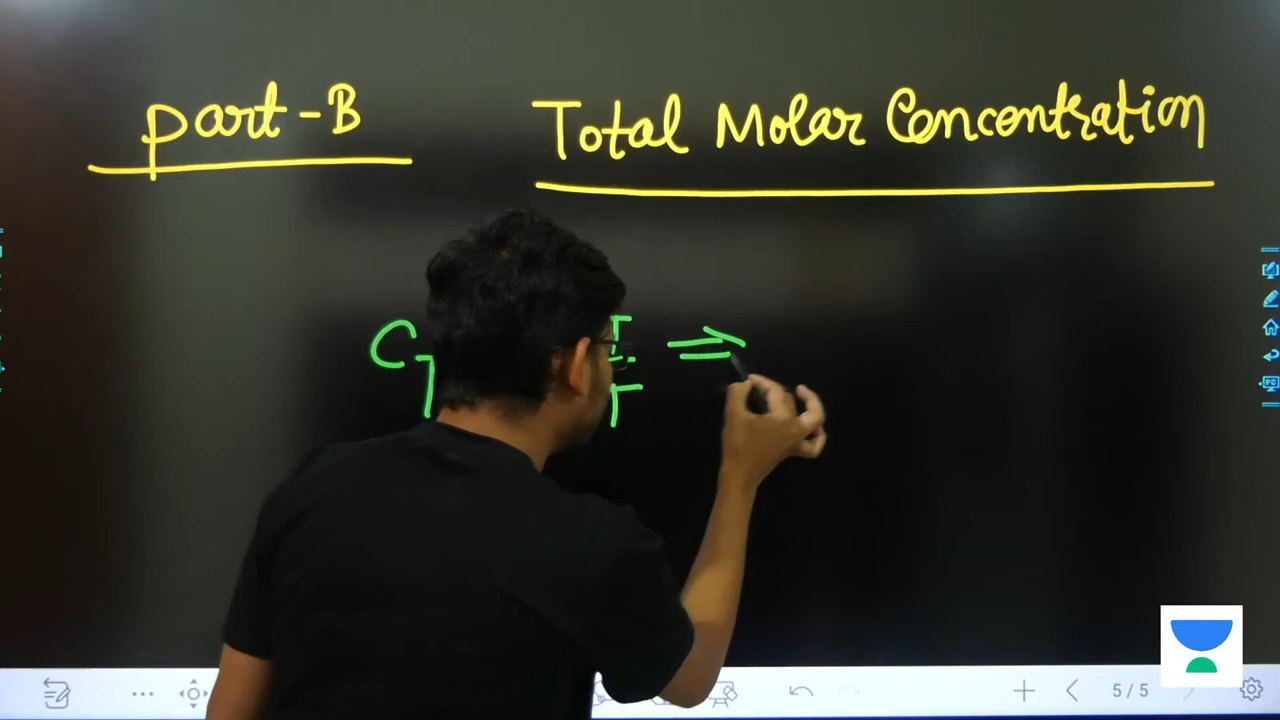 part-B
Total Molar Concentration
C
⇒
5/5